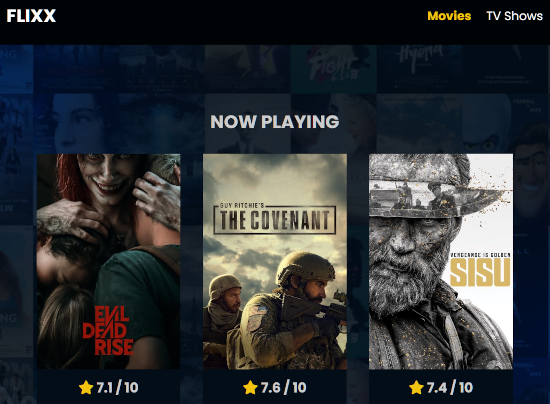 FLIXX
Movies TV Shows
NOW PLAYING
EVIL
DEAD
RISE
GUY RITCHIE'S
THE COVENANT
VENGEANCE IS GOLDEN
SISU
7.1 / 10
7.6 / 10
7.4 / 10